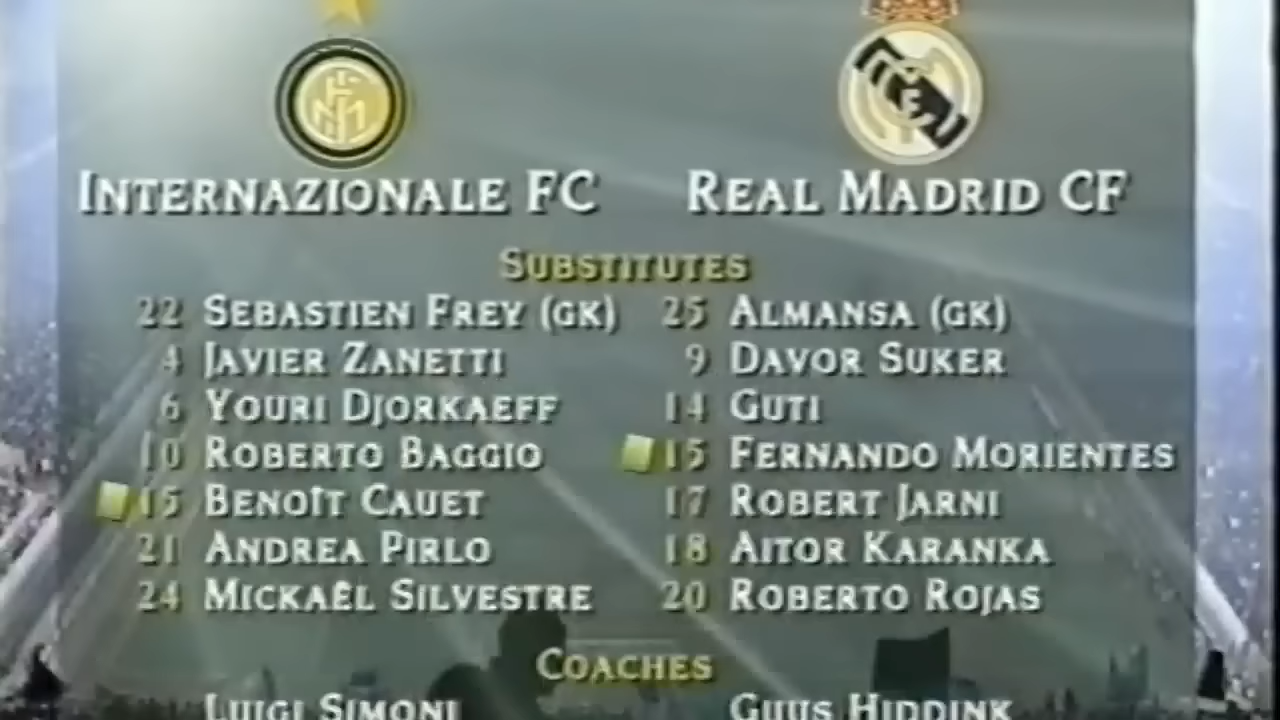 INTERNAZIONALE FC
REAL MADRID CF
SUBSTITUTES
22 SEBASTIEN FREY (GK)
4 JAVIER ZANETTI
6 YOURI DJORKAEFF
10 ROBERTO BAGGIO
15 BENOÎT CAUET
21 ANDREA PIRLO
24 MICKAËL SILVESTRE
25 ALMANSA (GK)
9 DAVOR SUKER
14 GUTI
15 FERNANDO MORIENTES
17 ROBERT JARNI
18 AITOR KARANKA
20 ROBERTO ROJAS
COACHES
LUIGI SIMONI
GUUS HIDDINK